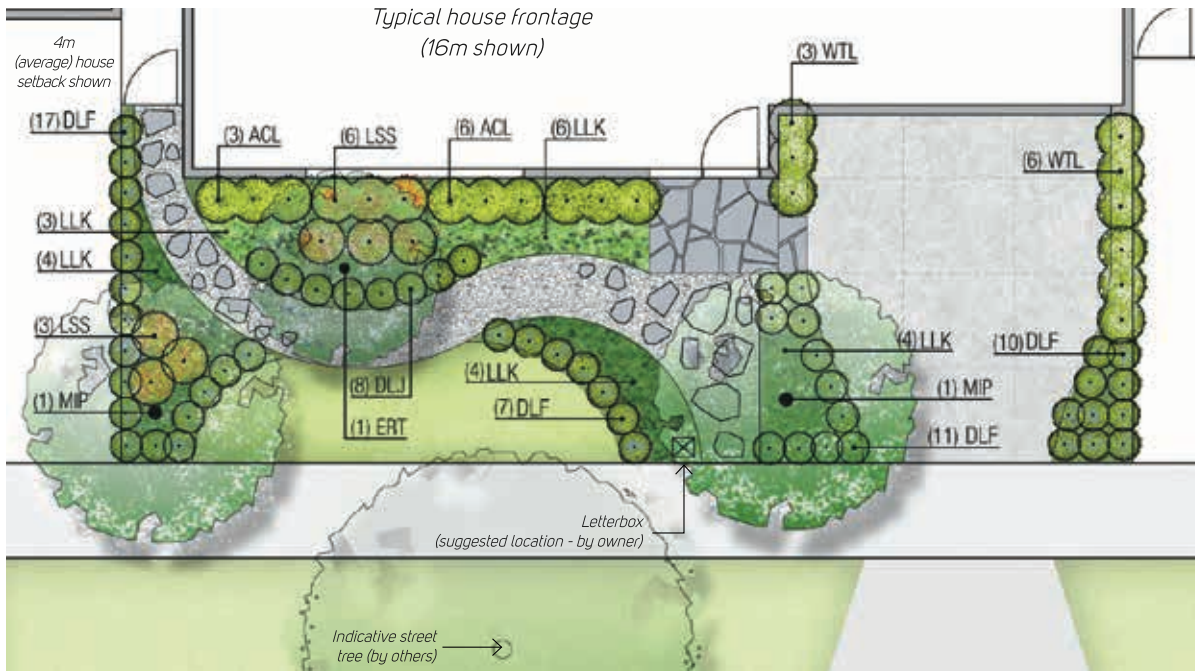 Typical house frontage
(16m shown)
4m
(average) house
setback shown
(3) WTL
(17) DLF
(3) ACL
(6) LSS
(6) ACL
(6) LLK
(6) WTL
(3) LLK
(4) LLK
(3) LSS
(4) LLK
(10) DLF
(8) DLJ
(4) LLK
(1) MIP
(1) MIP
(7) DLF
(1) ERT
(11) DLF
Letterbox
(suggested location - by owner)
Indicative street
tree (by others)